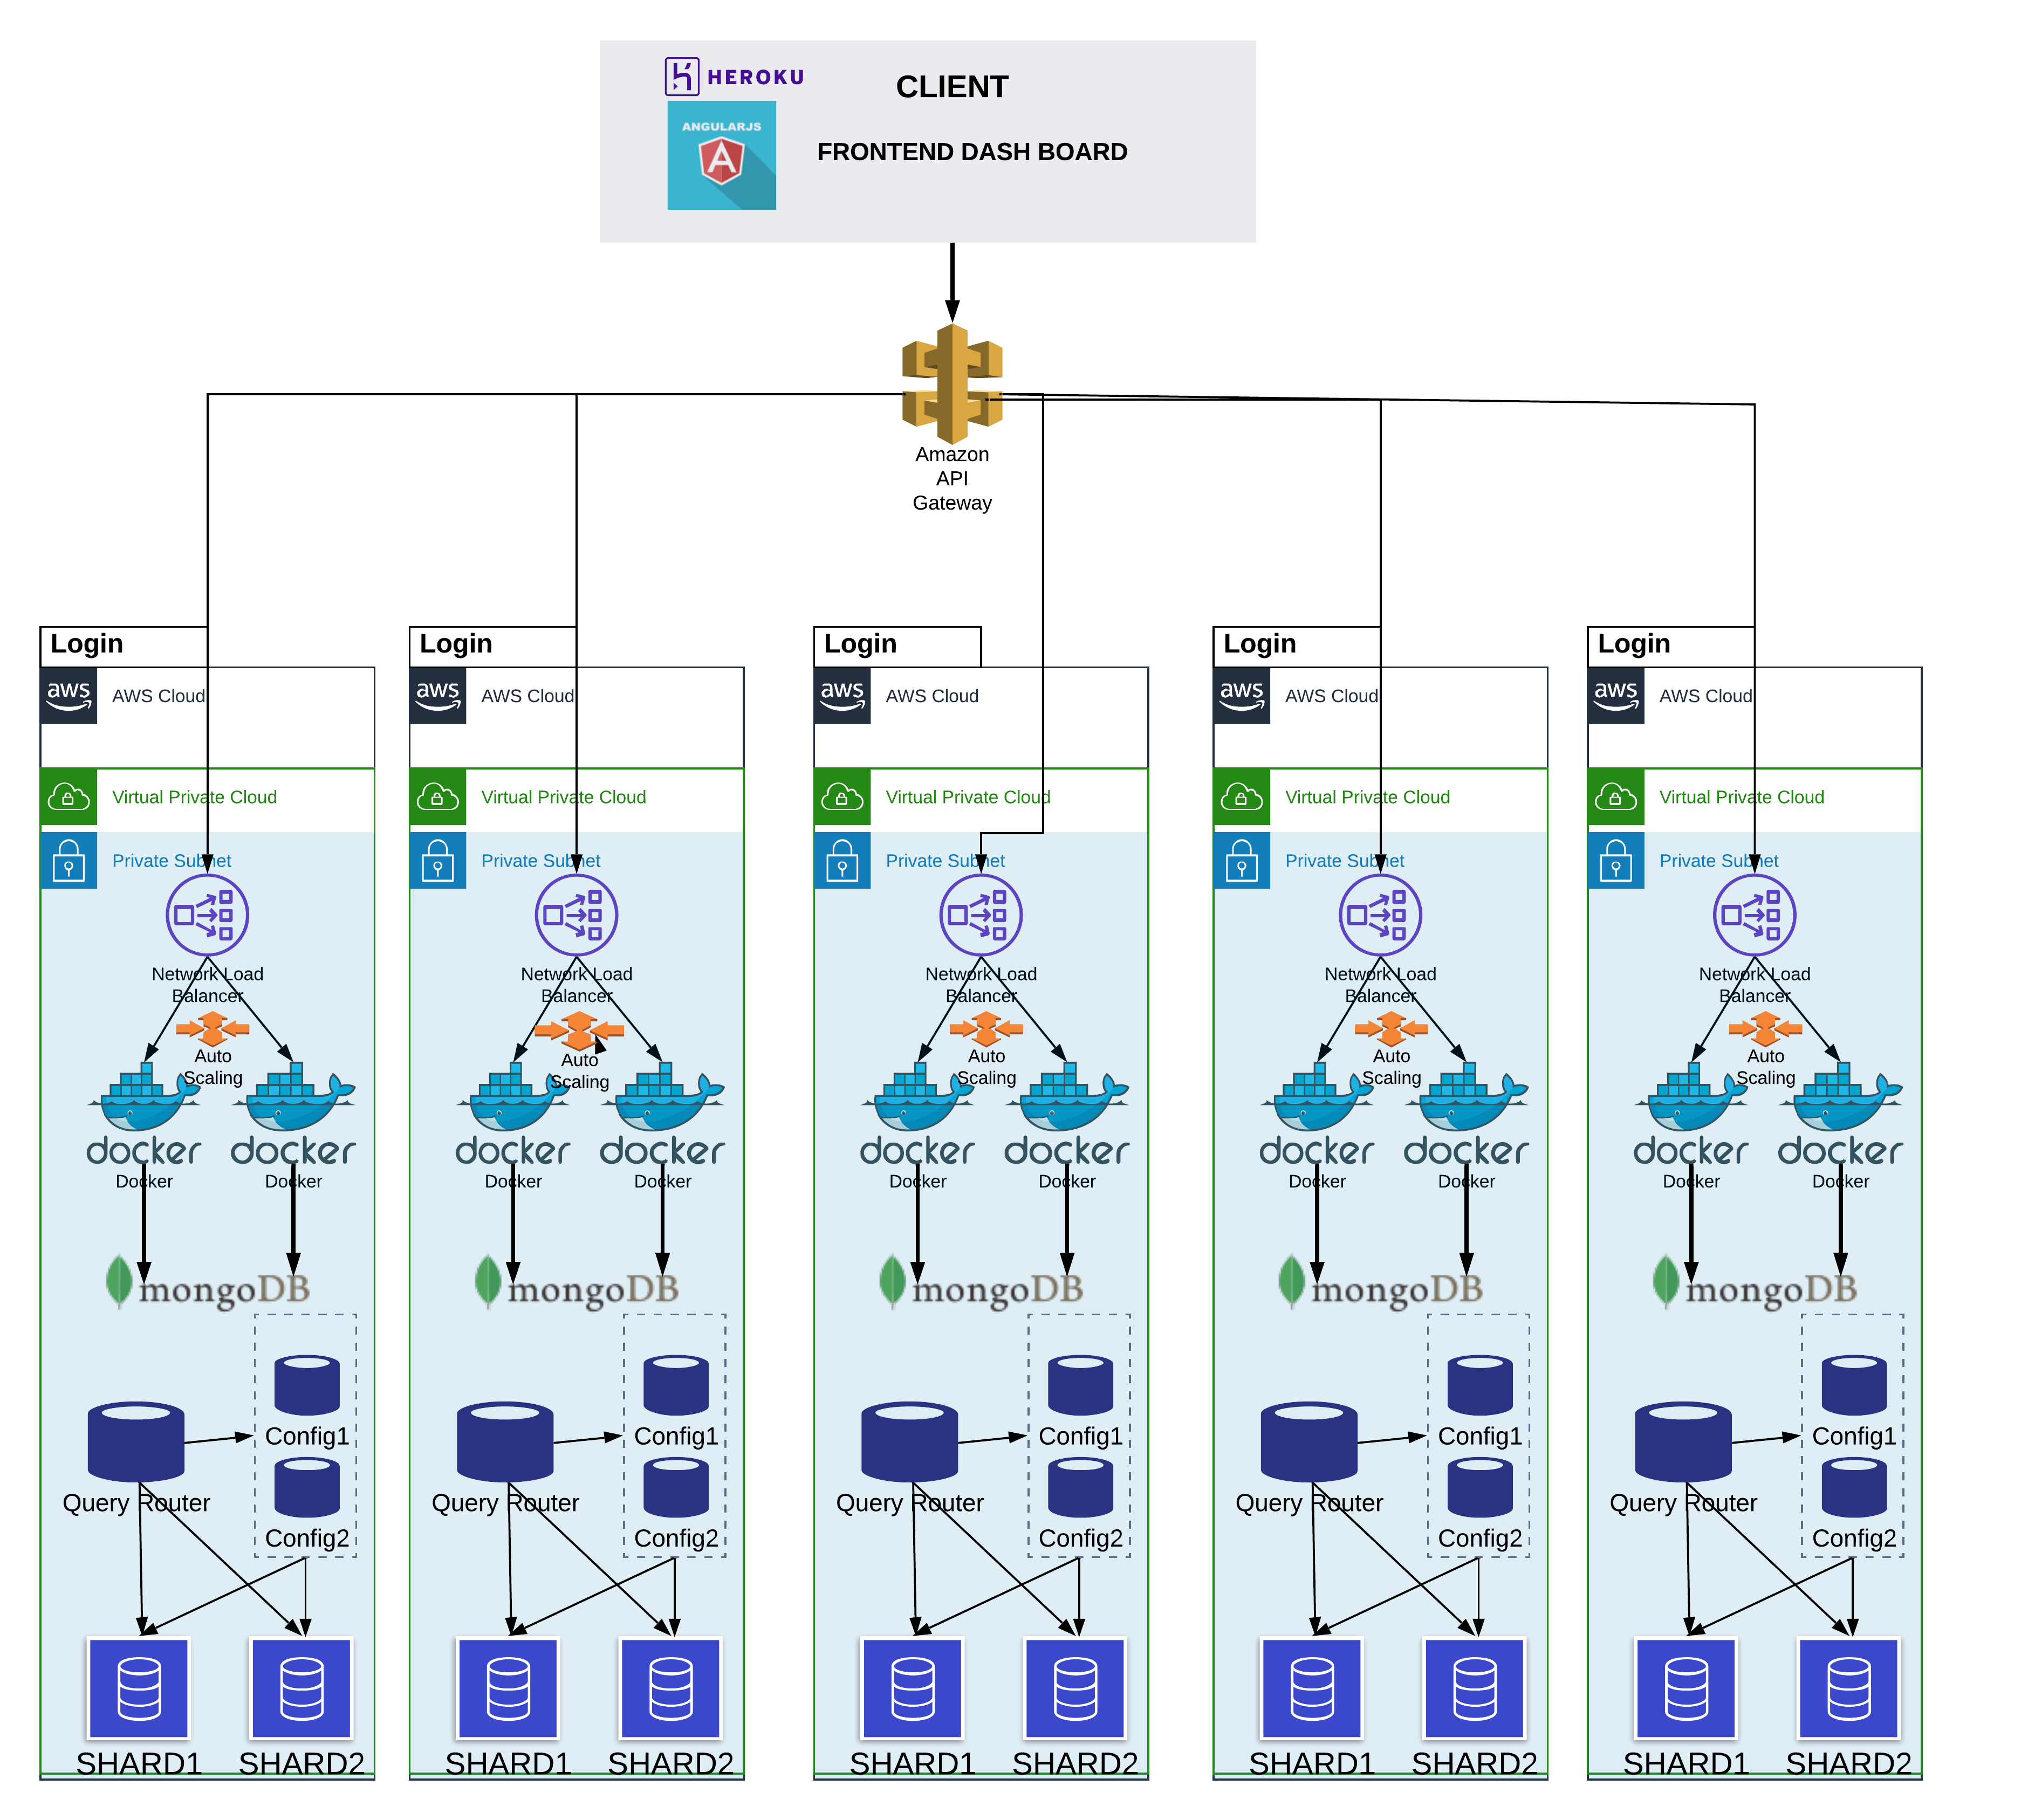 HEROKU
CLIENT
ANGULARJS
FRONTEND DASH BOARD
Amazon
API
Gateway
Login
aws
AWS Cloud
Virtual Private Cloud
Private Subnet
Network Load
Balancer
Auto
Scaling
docker
docker
Docker
Docker
mongoDB
Config1
Query Router
Config2
SHARD1
SHARD2
Login
aws
AWS Cloud
Virtual Private Cloud
Private Subnet
Network Load
Balancer
Auto
Scaling
docker
docker
Docker
Docker
mongoDB
Config1
Query Router
Config2
SHARD1
SHARD2
Login
aws
AWS Cloud
Virtual Private Cloud
Private Subnet
Network Load
Balancer
Auto
Scaling
docker
docker
Docker
Docker
mongoDB
Config1
Query Router
Config2
SHARD1
SHARD2
Login
aws
AWS Cloud
Virtual Private Cloud
Private Subnet
Network Load
Balancer
Auto
Scaling
docker
docker
Docker
Docker
mongoDB
Config1
Query Router
Config2
SHARD1
SHARD2
Login
aws
AWS Cloud
Virtual Private Cloud
Private Subnet
Network Load
Balancer
Auto
Scaling
docker
docker
Docker
Docker
mongoDB
Config1
Query Router
Config2
SHARD1
SHARD2